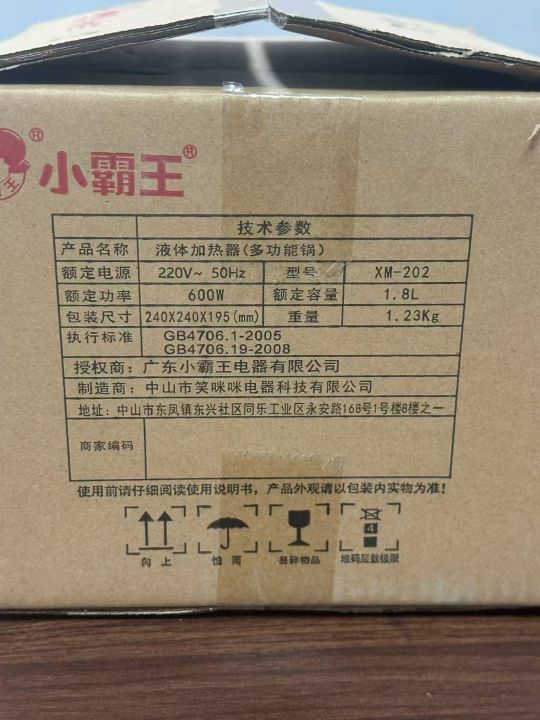 小霸王®
技术参数
产品名称 液体加热器(多功能锅)
额定电源 220V~ 50Hz 型号 XM-202
额定功率 600W 额定容量 1.8L
包装尺寸 240X240X195(mm) 重量 1.23Kg
执行标准 GB4706.1-2005
GB4706.19-2008
授权商：广东小霸王电器有限公司
制造商：中山市笑咪咪电器科技有限公司
地址：中山市东凤镇东兴社区同乐工业区永安路168号1号楼8楼之一
商家编码
使用前请仔细阅读使用说明书，产品外观请以包装内实物为准！
4
向上 怕雨 易碎物品 堆码层数极限